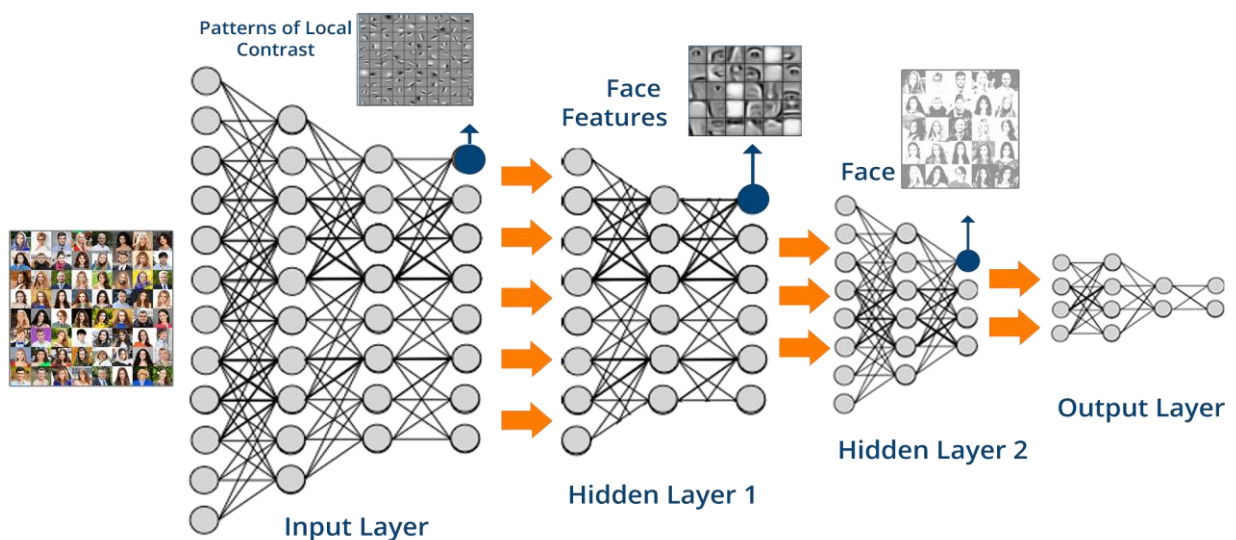 Patterns of Local
Contrast
Face
Features
Face
Input Layer
Hidden Layer 1
Hidden Layer 2
Output Layer